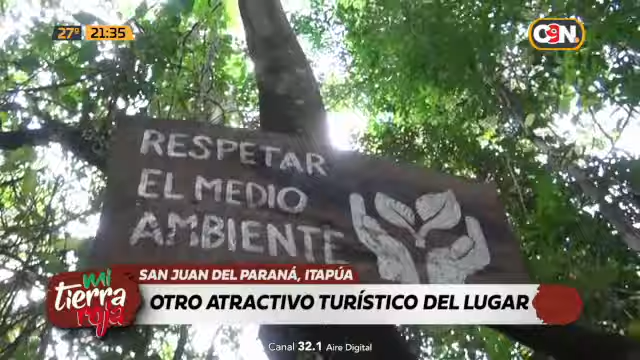 27º 21:35
C9N
RESPETAR
EL MEDIO
AMBIENTE
SAN JUAN DEL PARANÁ, ITAPÚA
mi
tierra
roja
OTRO ATRACTIVO TURÍSTICO DEL LUGAR
Canal 32.1 Aire Digital